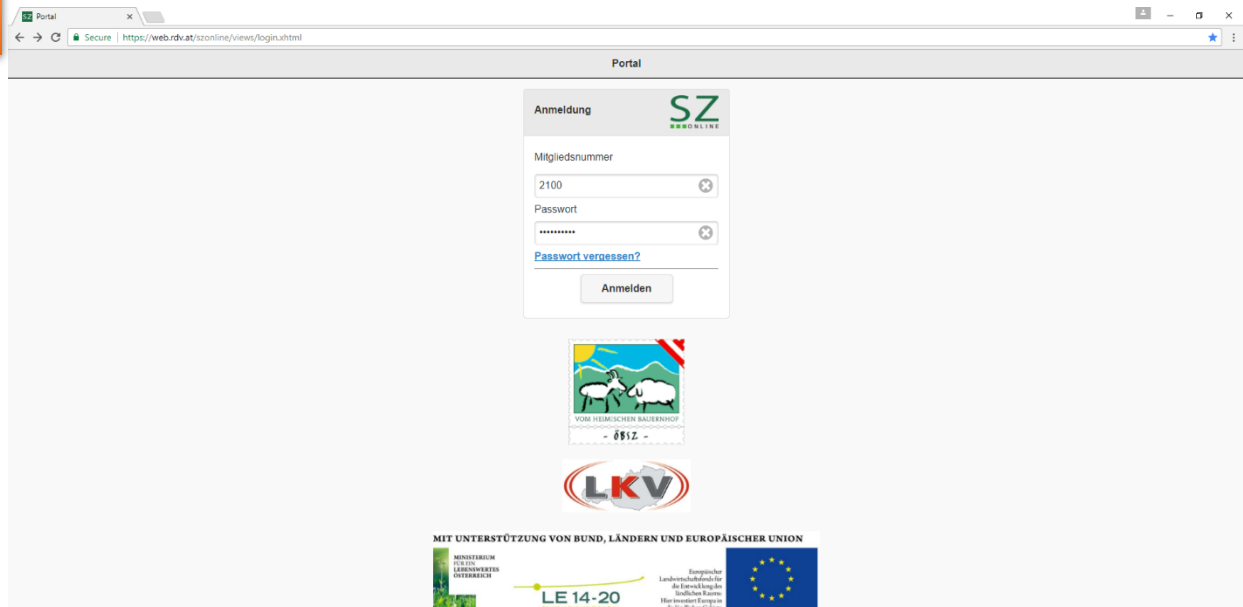 SZ Portal
Secure | https://web.rdv.at/szonline/views/login.xhtml
Portal
Anmeldung
SZ
ONLINE
Mitgliedsnummer
2100
Passwort
••••••••••
Passwort vergessen?
Anmelden
VOM HEIMISCHEN BAUERNHOF
- ÖBSZ -
LKV
MIT UNTERSTÜTZUNG VON BUND, LÄNDERN UND EUROPÄISCHER UNION
MINISTERIUM
FÜR EIN
LEBENSWERTES
ÖSTERREICH
LE 14-20
Europäischer
Landwirtschaftsfonds für
die Entwicklung des
ländlichen Raums:
Hier investiert Europa in